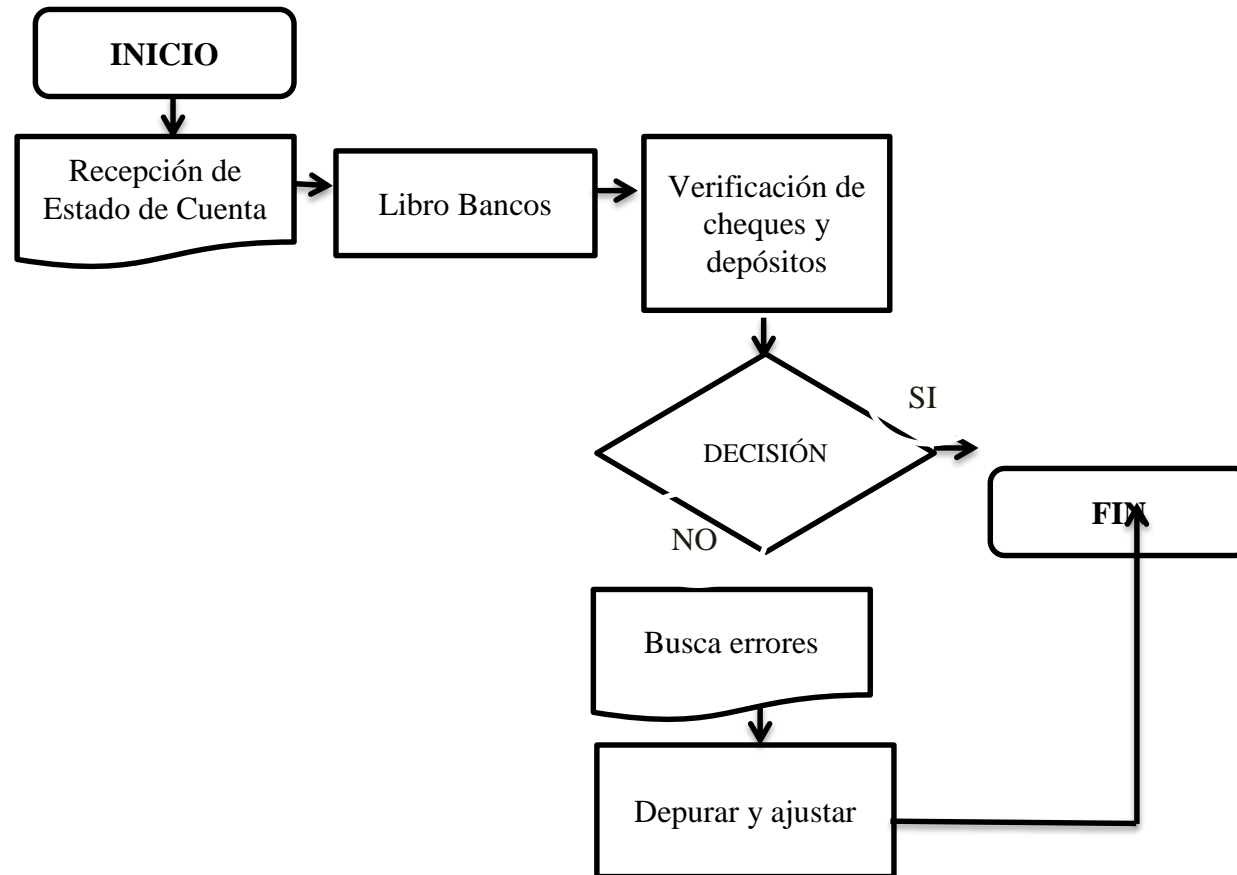 INICIO
Recepción de
Estado de Cuenta
Libro Bancos
Verificación de
cheques y
depósitos
DECISIÓN
SI
NO
FIN
Busca errores
Depurar y ajustar